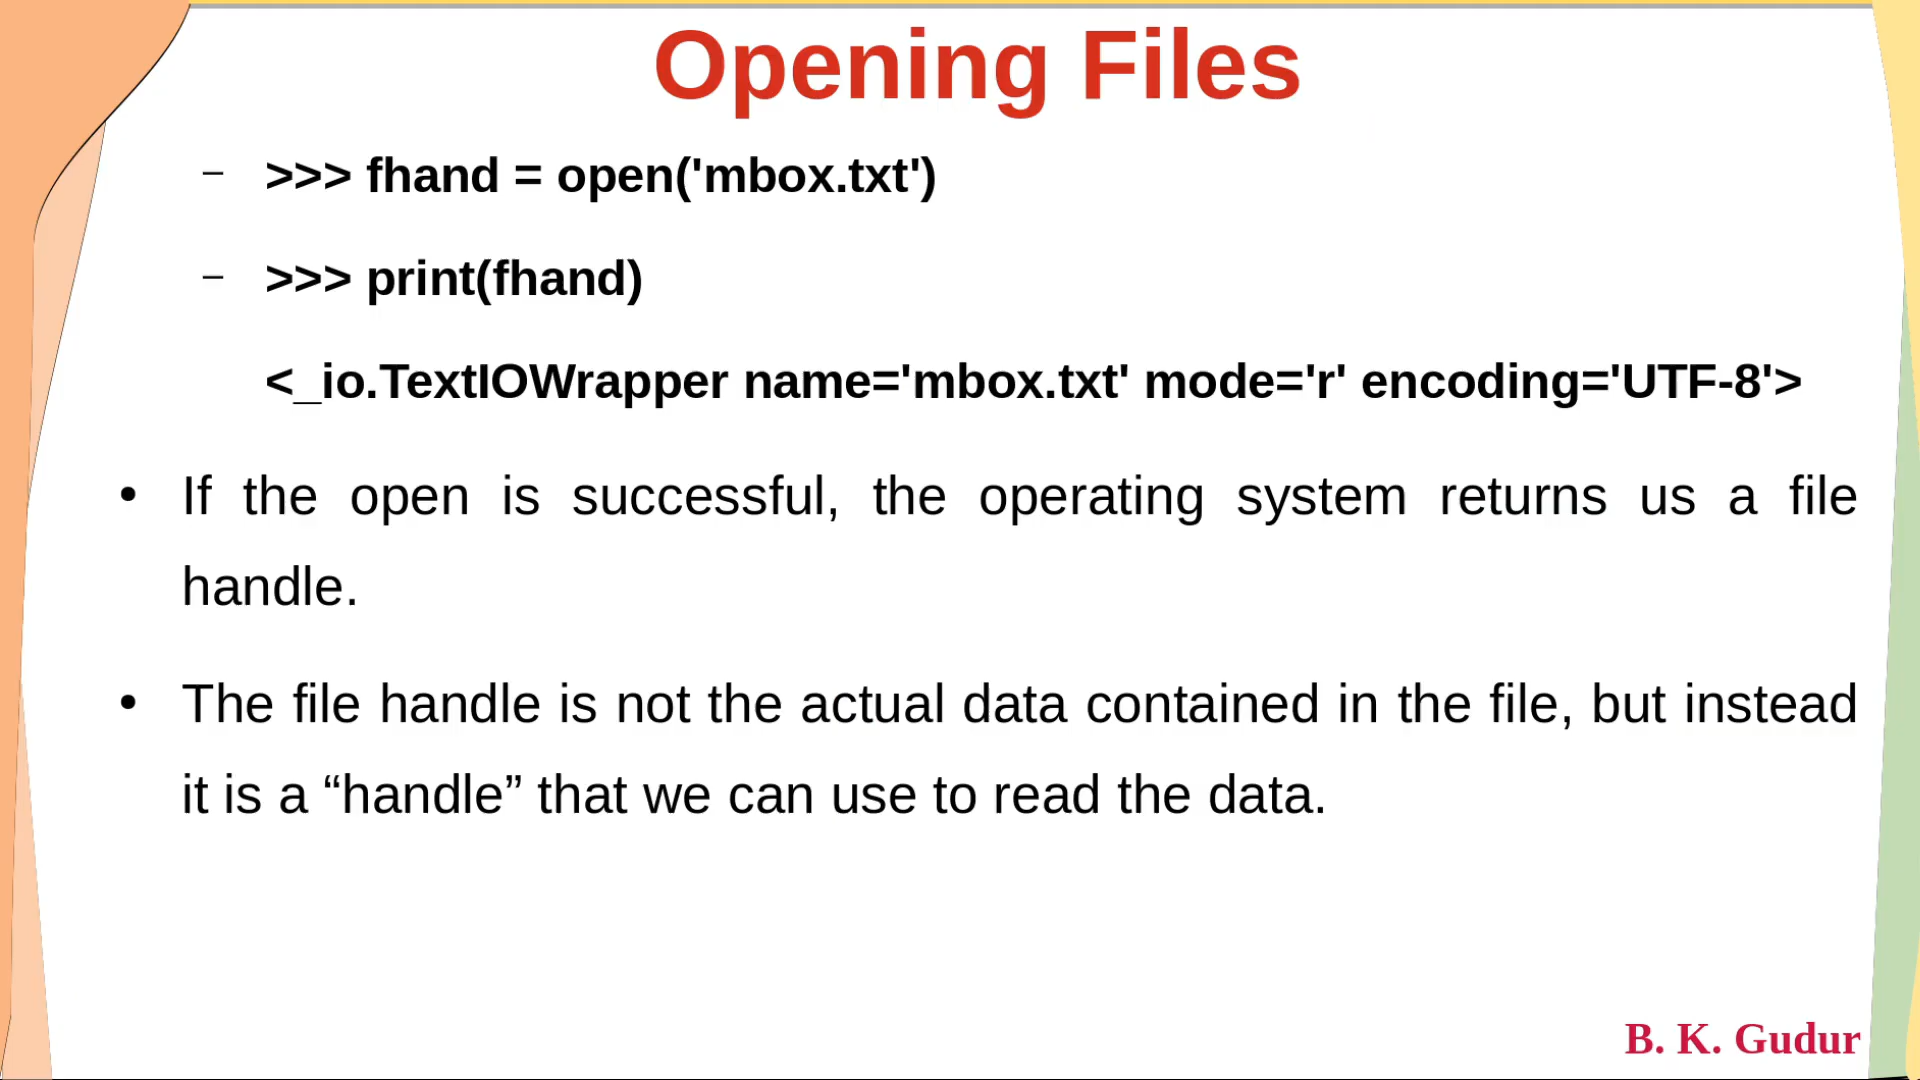 Opening Files
– >>> fhand = open('mbox.txt')
– >>> print(fhand)
<_io.TextIOWrapper name='mbox.txt' mode='r' encoding='UTF-8'>
• If the open is successful, the operating system returns us a file
handle.
• The file handle is not the actual data contained in the file, but instead
it is a “handle” that we can use to read the data.
B. K. Gudur